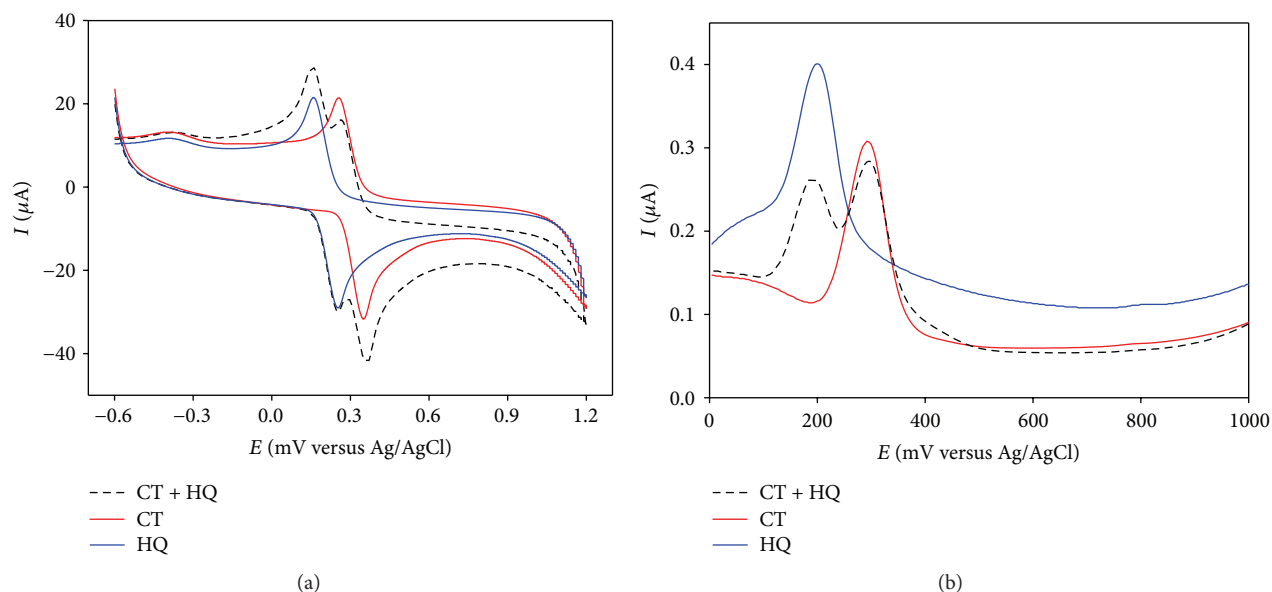 40
20
0
−20
−40
I (μA)
−0.6 −0.3 0.0 0.3 0.6 0.9 1.2
E (mV versus Ag/AgCl)
CT + HQ
CT
HQ
(a)
0.4
0.3
0.2
0.1
0.0
I (μA)
0 200 400 600 800 1000
E (mV versus Ag/AgCl)
CT + HQ
CT
HQ
(b)